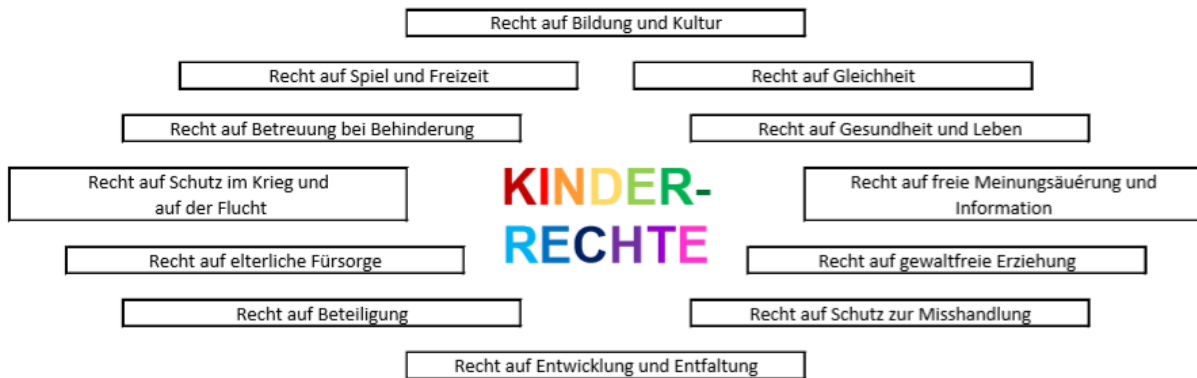 Recht auf Bildung und Kultur
Recht auf Spiel und Freizeit
Recht auf Gleichheit
Recht auf Betreuung bei Behinderung
Recht auf Gesundheit und Leben
Recht auf Schutz im Krieg und
auf der Flucht
KINDER-
RECHTE
Recht auf freie Meinungsäuérung und
Information
Recht auf elterliche Fürsorge
Recht auf gewaltfreie Erziehung
Recht auf Beteiligung
Recht auf Schutz zur Misshandlung
Recht auf Entwicklung und Entfaltung